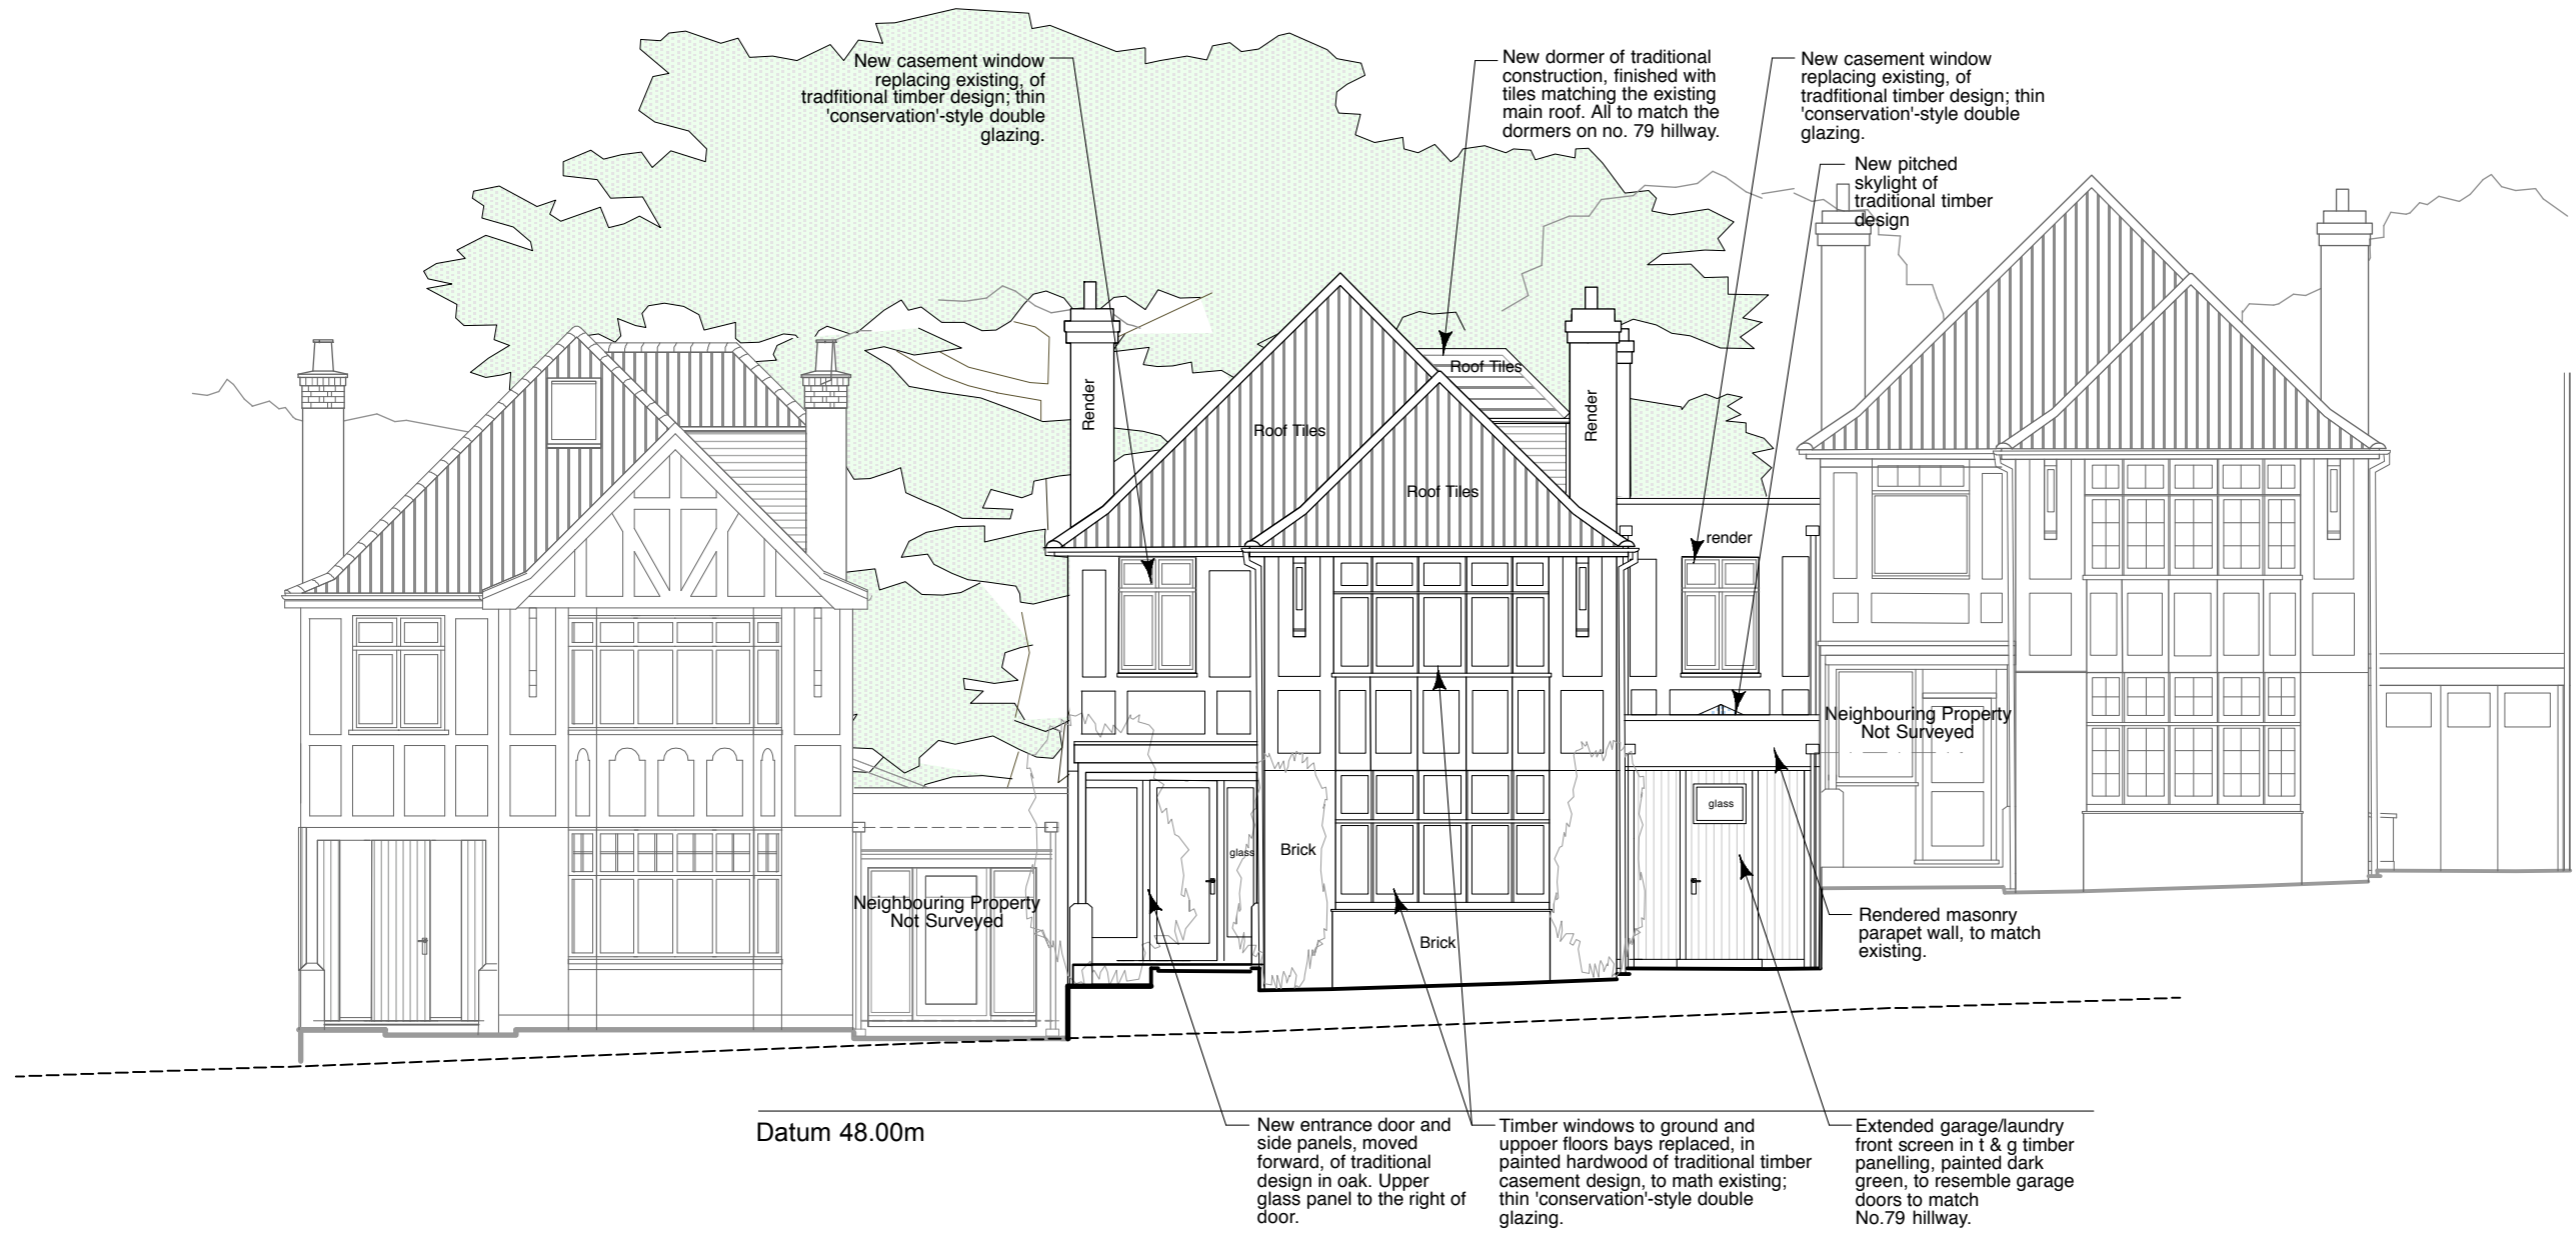 New casement window
replacing existing, of
tradfitional timber design; thin
'conservation'-style double
glazing.
New dormer of traditional
construction, finished with
tiles matching the existing
main roof. All to match the
dormers on no. 79 hillway.
New casement window
replacing existing, of
tradfitional timber design; thin
'conservation'-style double
glazing.
New pitched
skylight of
traditional timber
design
Render
Roof Tiles
Render
Roof Tiles
Roof Tiles
render
Neighbouring Property
Not Surveyed
glass
glass
Brick
Neighbouring Property
Not Surveyed
Brick
Rendered masonry
parapet wall, to match
existing.
Datum 48.00m
New entrance door and
side panels, moved
forward, of traditional
design in oak. Upper
glass panel to the right of
door.
Timber windows to ground and
uppoer floors bays replaced, in
painted hardwood of traditional timber
casement design, to math existing;
thin 'conservation'-style double
glazing.
Extended garage/laundry
front screen in t & g timber
panelling, painted dark
green, to resemble garage
doors to match
No.79 hillway.